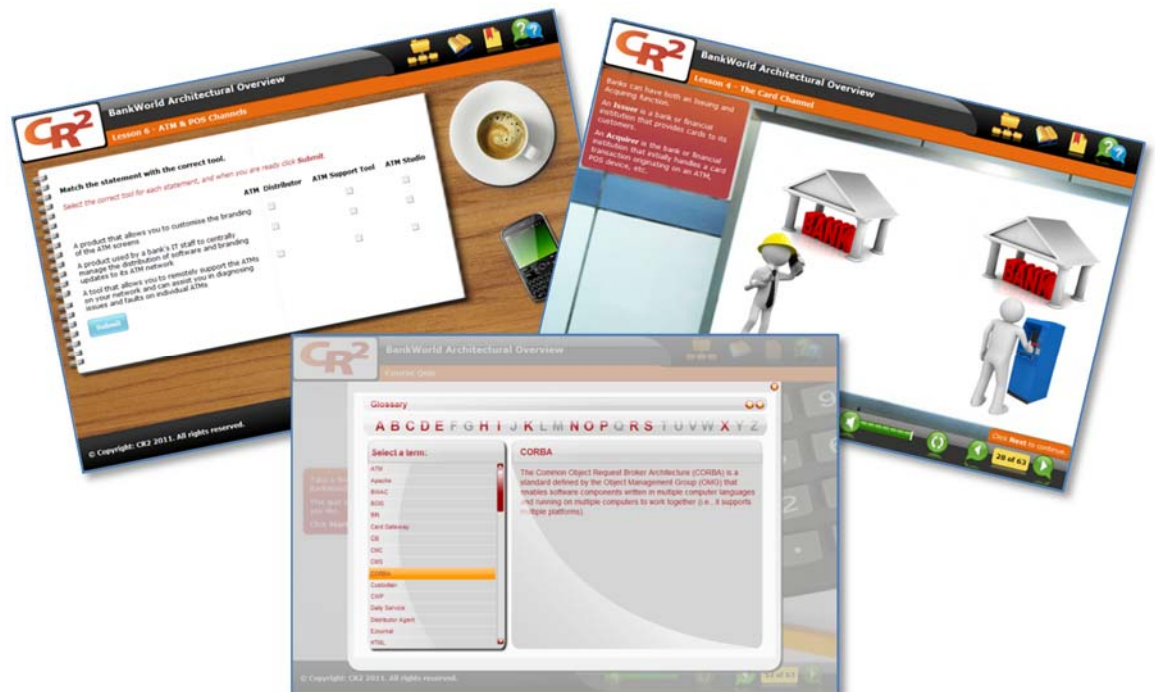 CR2
BankWorld Architectural Overview
Lesson 6 - ATM & POS Channels
Match the statement with the correct tool.
Select the correct tool for each statement, and when you are ready click Submit.
ATM Distributor ATM Support Tool ATM Studio
A product that allows you to customise the branding
of the ATM screens
A product used by a bank's IT staff to centrally
manage the distribution of software and branding
updates to its ATM network
A tool that allows you to remotely support the ATMs
on your network and can assist you in diagnosing
issues and faults on individual ATMs
Submit
© Copyright: CR2 2011. All rights reserved.
CR2
BankWorld Architectural Overview
Lesson 4 - The Card Channel
Banks can have both an Issuing and
Acquiring function.
An Issuer is a bank or financial
institution that provides cards to its
customers.
An Acquirer is the bank or financial
institution that initially handles a card
transaction originating on an ATM,
POS device, etc.
BANK
BANK
Click Next to continue.
20 of 63
CR2
BankWorld Architectural Overview
Course Quiz
Glossary
A B C D E F G H I J K L M N O P Q R S T U V W X Y Z
Select a term:
ATM
Apache
BOIS
BRI
Card Gateway
CMS
CORBA
Custodian
Daily Service
Distributor Agent
HTML
CORBA
The Common Object Request Broker Architecture (CORBA) is a
standard defined by the Object Management Group (OMG) that
enables software components written in multiple computer languages
and running on multiple computers to work together (i.e., it supports
multiple platforms)
© Copyright: CR2 2011. All rights reserved.